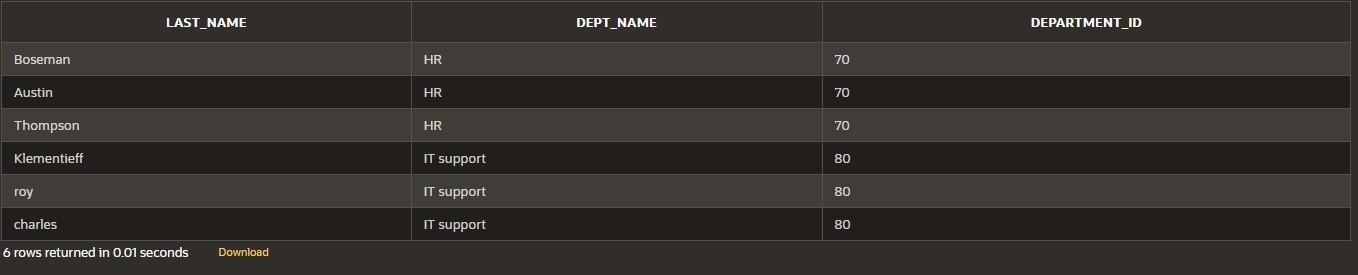 LAST_NAME DEPT_NAME DEPARTMENT_ID
Boseman HR 70
Austin HR 70
Thompson HR 70
Klementieff IT support 80
roy IT support 80
charles IT support 80
6 rows returned in 0.01 seconds Download